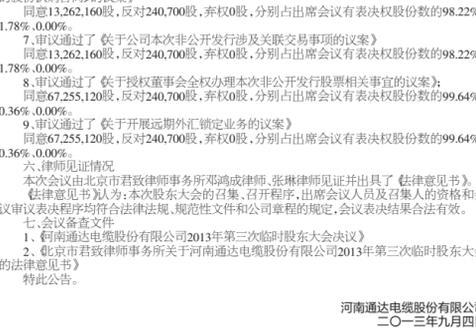 同意13,262,160股,反对240,700股,弃权0股,分别占出席会议有表决权股份数的98.22%
1.78%、0.00%。
7、审议通过了《关于公司本次非公开发行涉及关联交易事项的议案》
同意13,262,160股,反对240,700股,弃权0股,分别占出席会议有表决权股份数的98.22%
1.78%、0.00%。
8、审议通过了《关于授权董事会全权办理本次非公开发行股票相关事宜的议案》;
同意67,255,120股,反对240,700股,弃权0股,分别占出席会议有表决权股份数的99.64%
0.36%、0.00%。
9、审议通过了《关于开展远期外汇锁定业务的议案》
同意67,255,120股,反对240,700股,弃权0股,分别占出席会议有表决权股份数的99.64%
0.36%、0.00%。
六、律师见证情况
本次会议由北京市君致律师事务所邓鸿成律师、张琳律师见证并出具了《法律意见书》。
《法律意见书》认为:本次股东大会的召集、召开程序,出席会议人员及召集人的资格和会
议审议表决程序均符合法律法规、规范性文件和公司章程的规定,会议表决结果合法有效。
七、会议备查文件
1、《河南通达电缆股份有限公司2013年第三次临时股东大会决议》
2、《北京市君致律师事务所关于河南通达电缆股份有限公司2013年第三次临时股东大会
的法律意见书》
特此公告。
河南通达电缆股份有限公
二〇一三年九月四